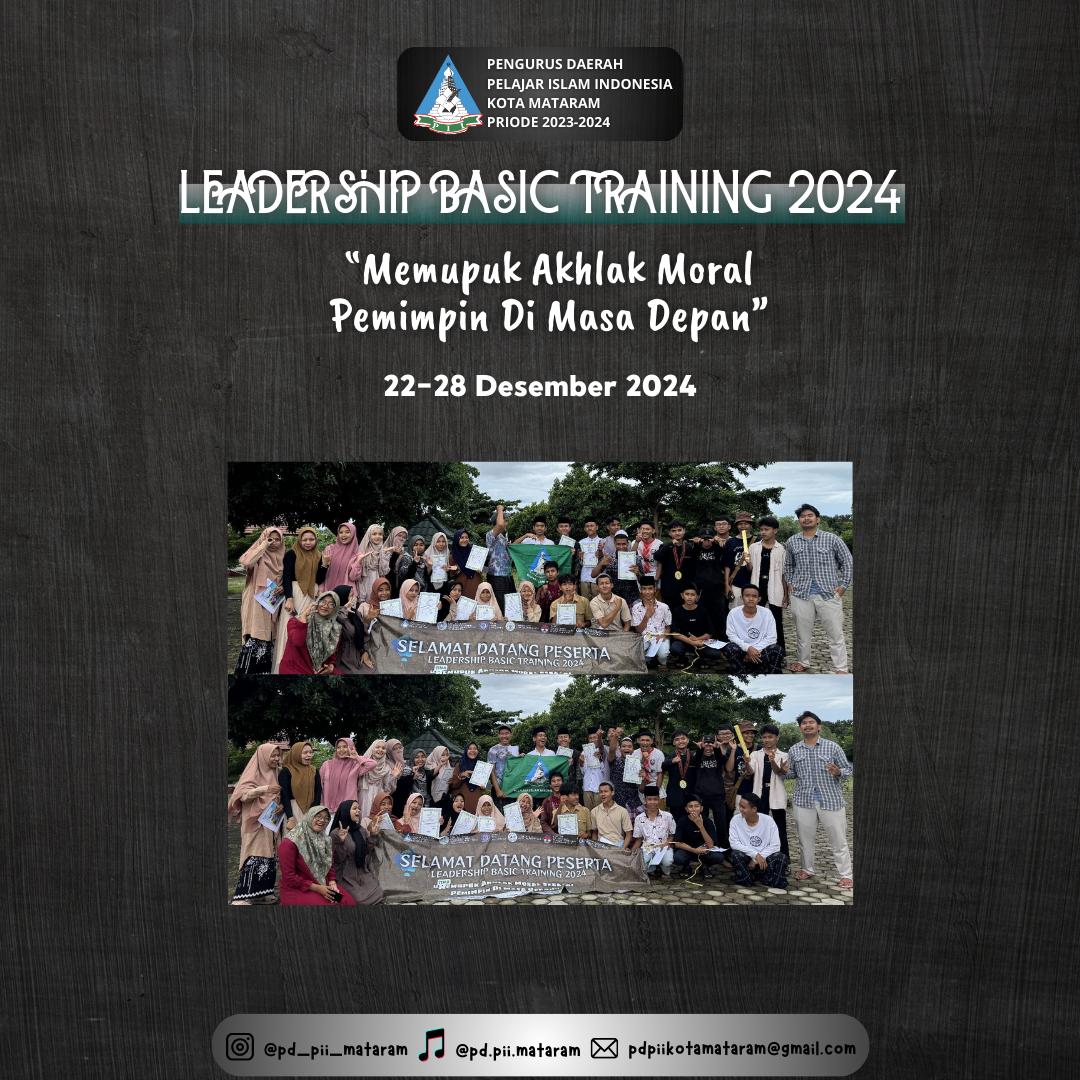 PENGURUS DAERAH
PELAJAR ISLAM INDONESIA
KOTA MATARAM
PRIODE 2023-2024
PII
LEADERSHIP BASIC TRAINING 2024
“Memupuk Akhlak Moral
Pemimpin Di Masa Depan”
22-28 Desember 2024
SELAMAT DATANG PESERTA
LEADERSHIP BASIC TRAINING 2024
SELAMAT DATANG PESERTA
LEADERSHIP BASIC TRAINING 2024
@pd_pii_mataram @pd.pii.mataram pdpiikotamataram@gmail.com